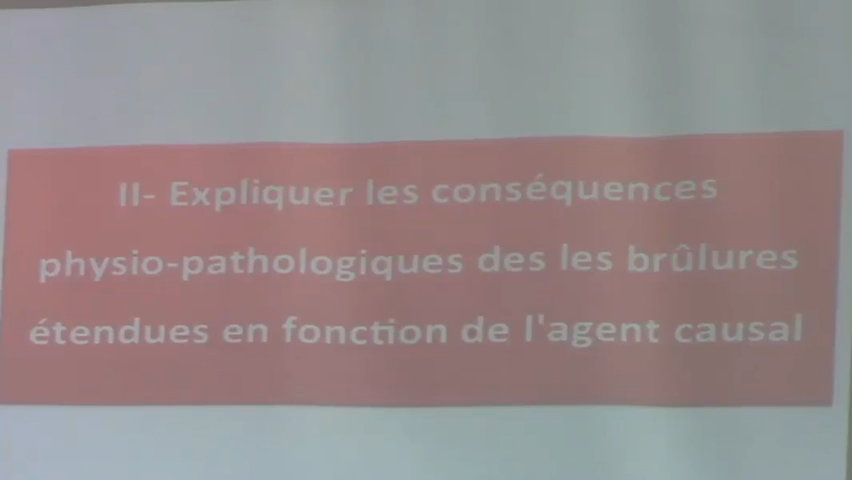 II- Expliquer les conséquences
physio-pathologiques des les brûlures
étendues en fonction de l'agent causal